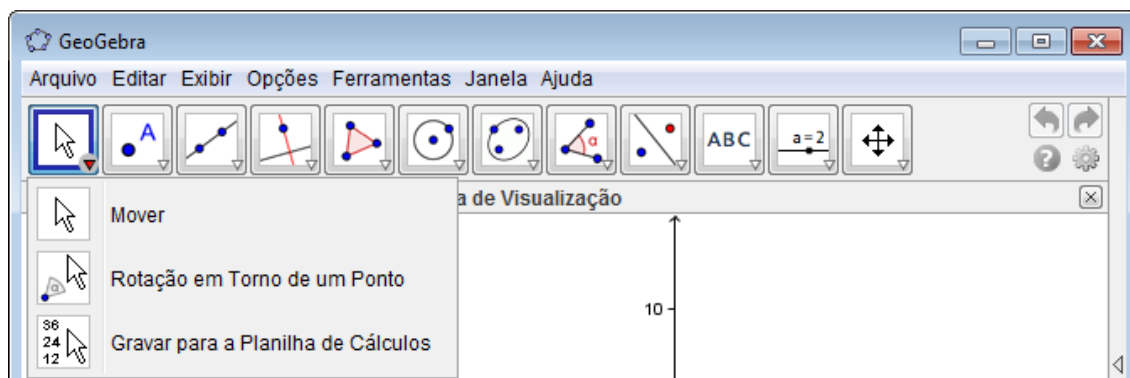 GeoGebra
Arquivo Editar Exibir Opções Ferramentas Janela Ajuda
A α ABC a=2
a de Visualização
Mover
α Rotação em Torno de um Ponto
36 24 12 Gravar para a Planilha de Cálculos
10